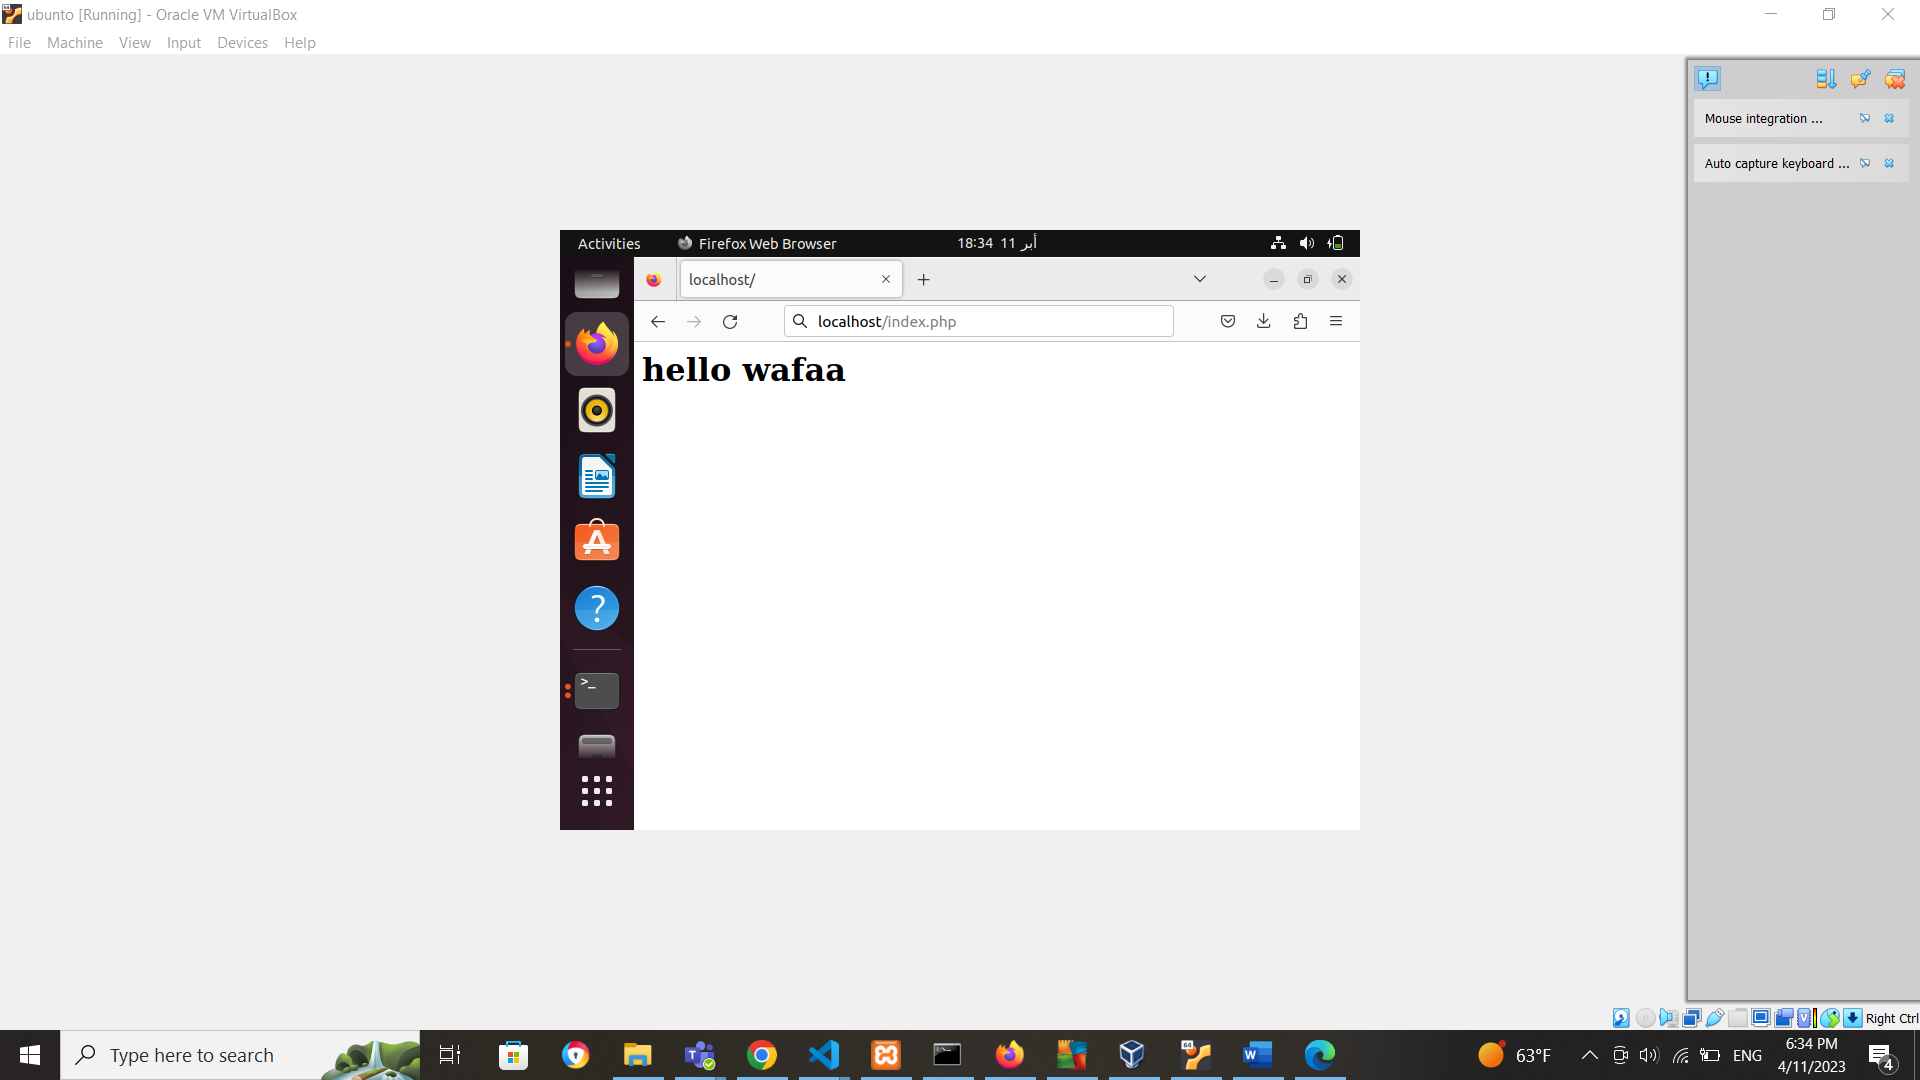 ubunto [Running] - Oracle VM VirtualBox
File Machine View Input Devices Help
Mouse integration ...
Auto capture keyboard ...
Activities Firefox Web Browser 18:34 11 أبر
localhost/
localhost/index.php
hello wafaa
Right Ctrl
Type here to search
63°F ENG 6:34 PM
4/11/2023
4